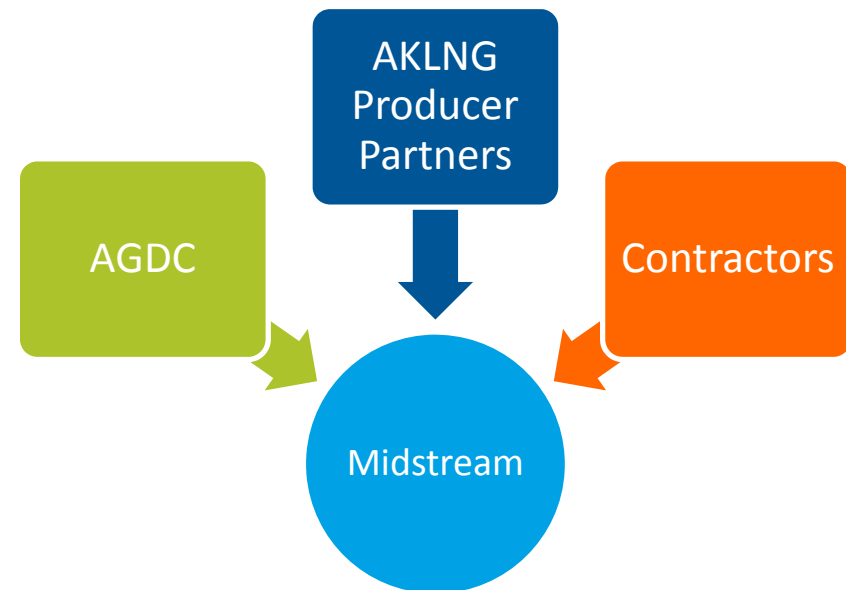 AKLNG
Producer
Partners
AGDC
Contractors
Midstream